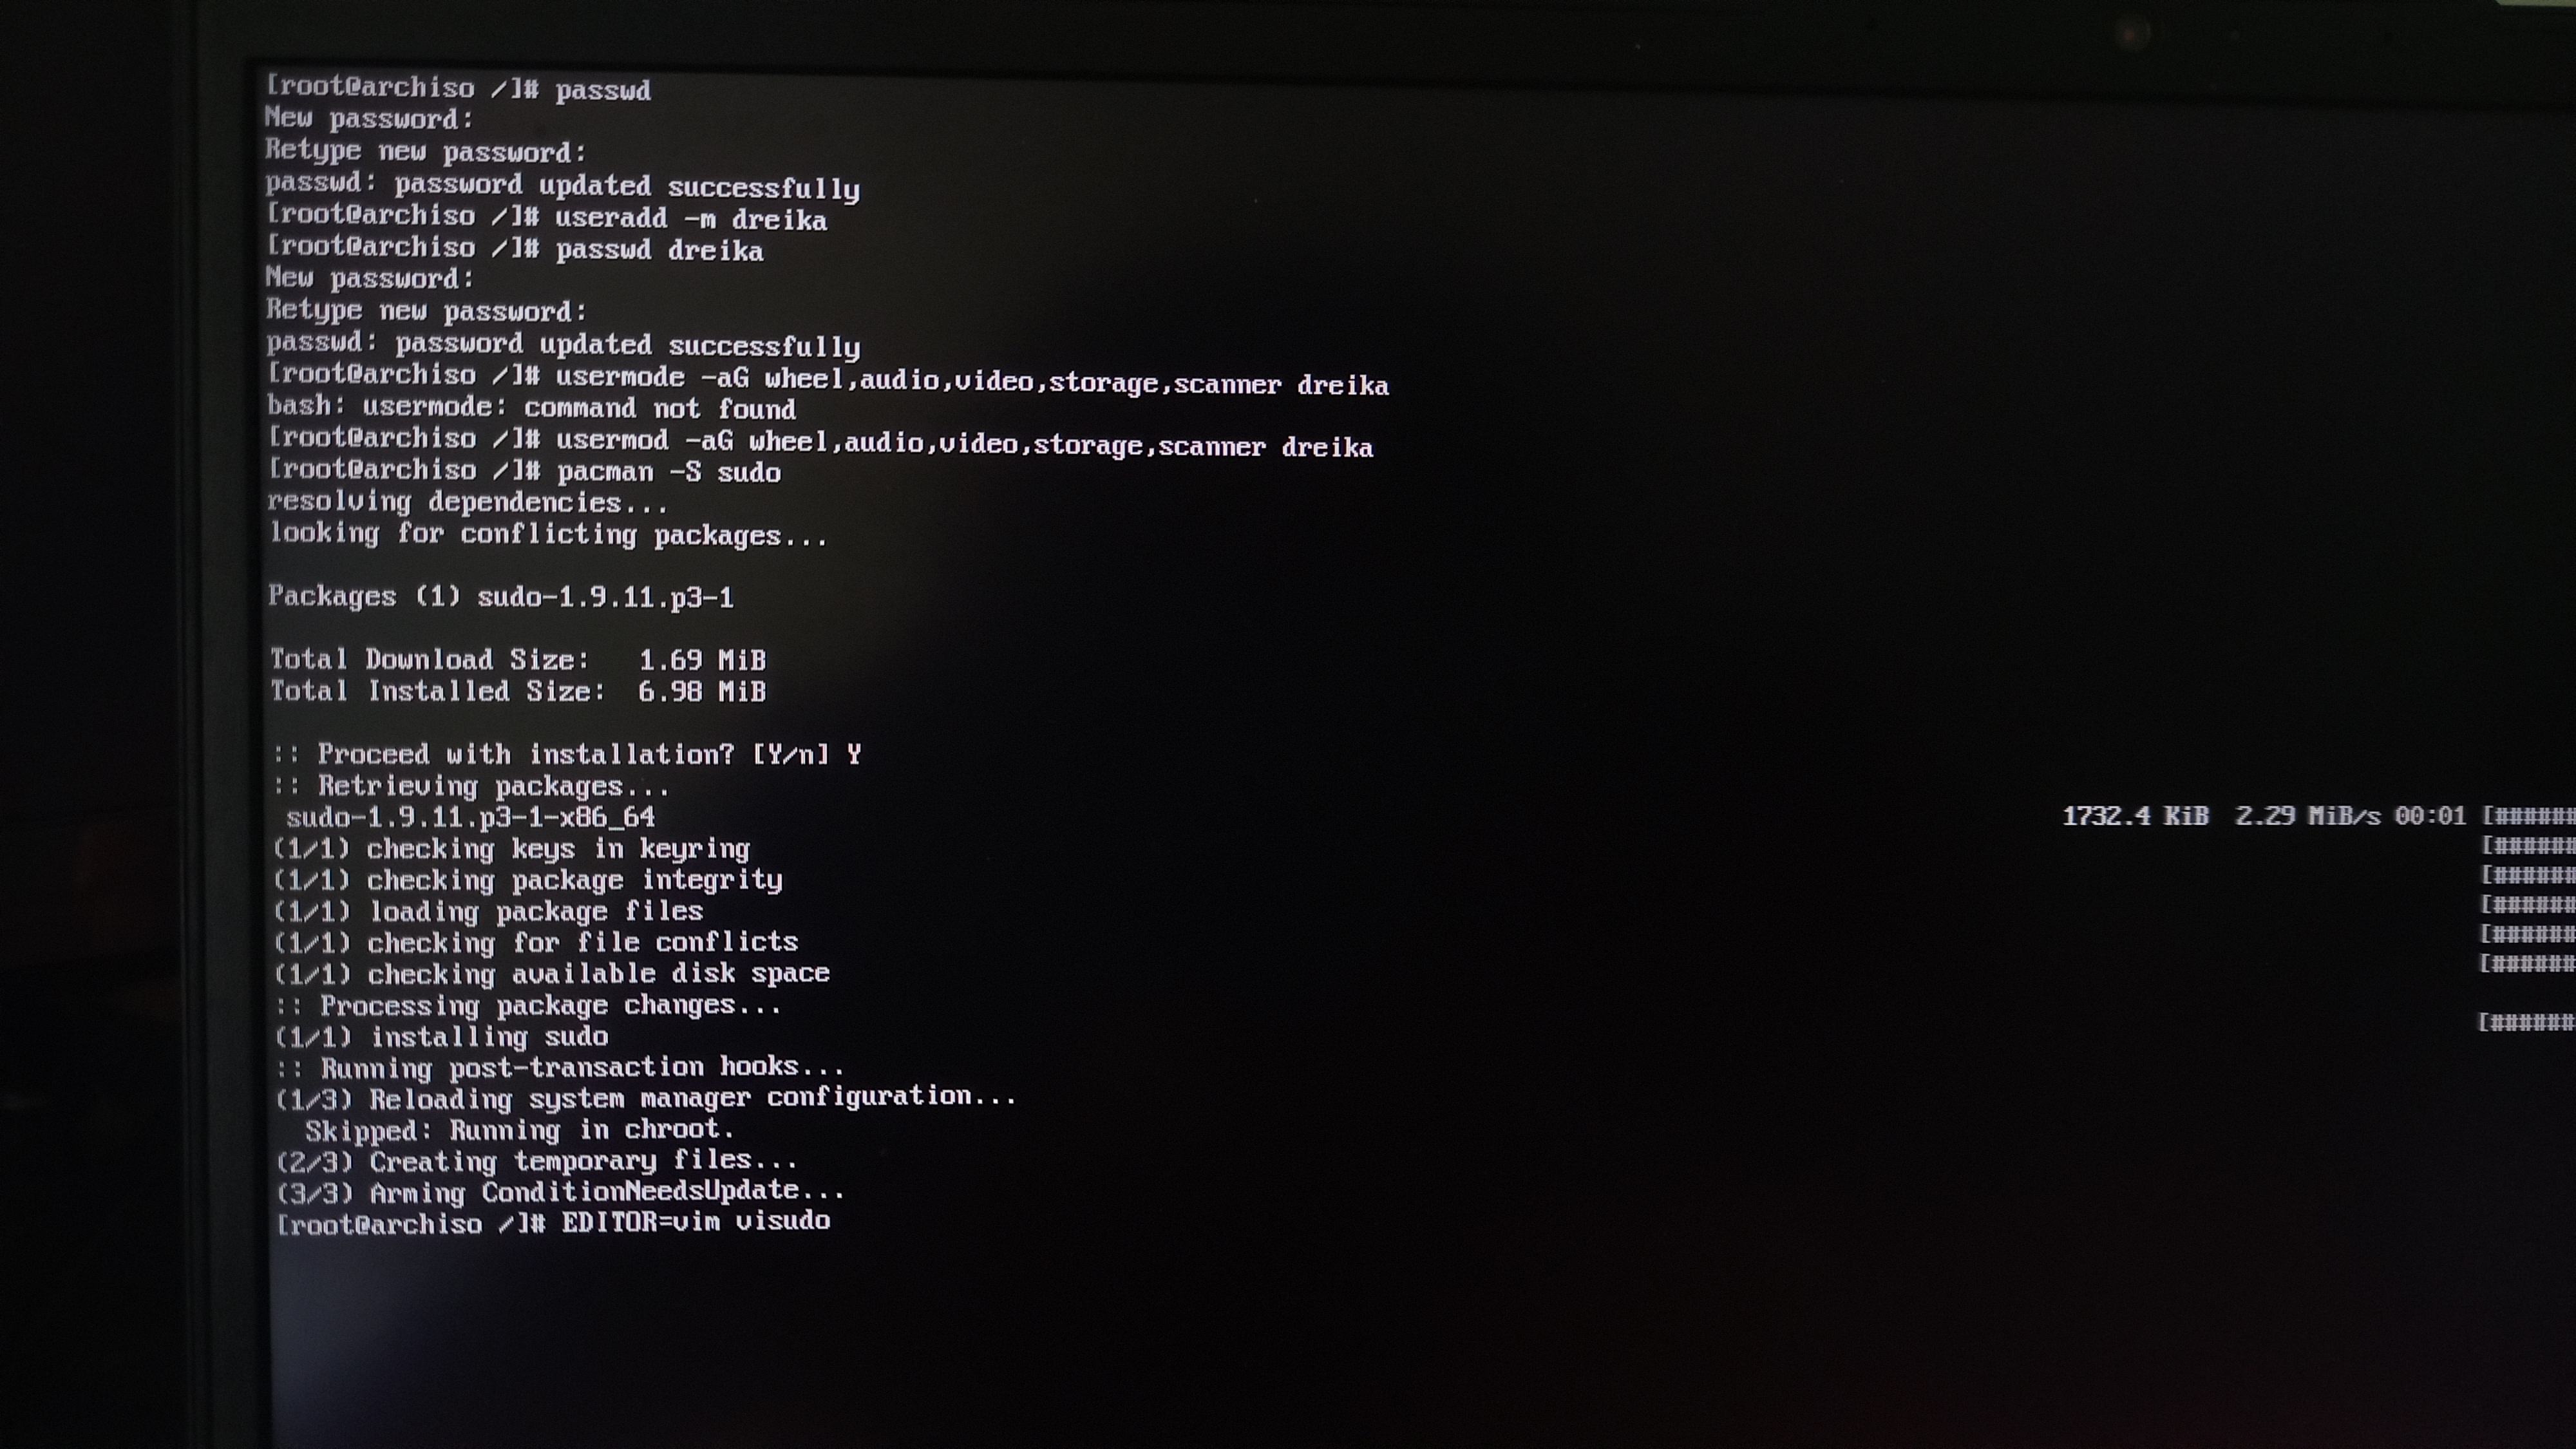 [root@archiso /]# passwd
New password:
Retype new password:
passwd: password updated successfully
[root@archiso /]# useradd -m dreika
[root@archiso /]# passwd dreika
New password:
Retype new password:
passwd: password updated successfully
[root@archiso /]# usermode -aG wheel,audio,video,storage,scanner dreika
bash: usermode: command not found
[root@archiso /]# usermod -aG wheel,audio,video,storage,scanner dreika
[root@archiso /]# pacman -S sudo
resolving dependencies...
looking for conflicting packages...
Packages (1) sudo-1.9.11.p3-1
Total Download Size:   1.69 MiB
Total Installed Size:  6.98 MiB
:: Proceed with installation? [Y/n] Y
:: Retrieving packages...
sudo-1.9.11.p3-1-x86_64 1732.4 KiB 2.29 MiB/s 00:01 [######
(1/1) checking keys in keyring [######
(1/1) checking package integrity [######
(1/1) loading package files [######
(1/1) checking for file conflicts [######
(1/1) checking available disk space [######
:: Processing package changes...
(1/1) installing sudo [######
:: Running post-transaction hooks...
(1/3) Reloading system manager configuration...
Skipped: Running in chroot.
(2/3) Creating temporary files...
(3/3) Arming ConditionNeedsUpdate...
[root@archiso /]# EDITOR=vim visudo